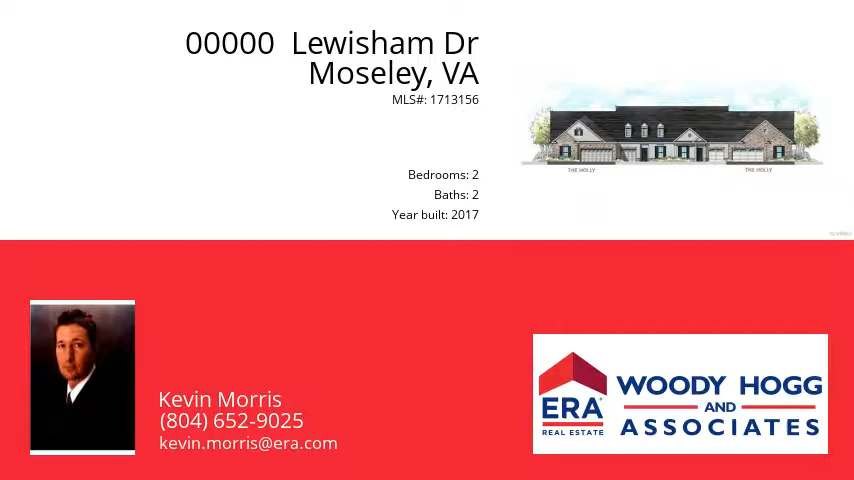 00000  Lewisham Dr
Moseley, VA
MLS#: 1713156
Bedrooms: 2
Baths: 2
Year built: 2017
THE HOLLY
THE HOLLY
Kevin Morris
(804) 652-9025
kevin.morris@era.com
ERA
REAL ESTATE
WOODY HOGG
AND
ASSOCIATES